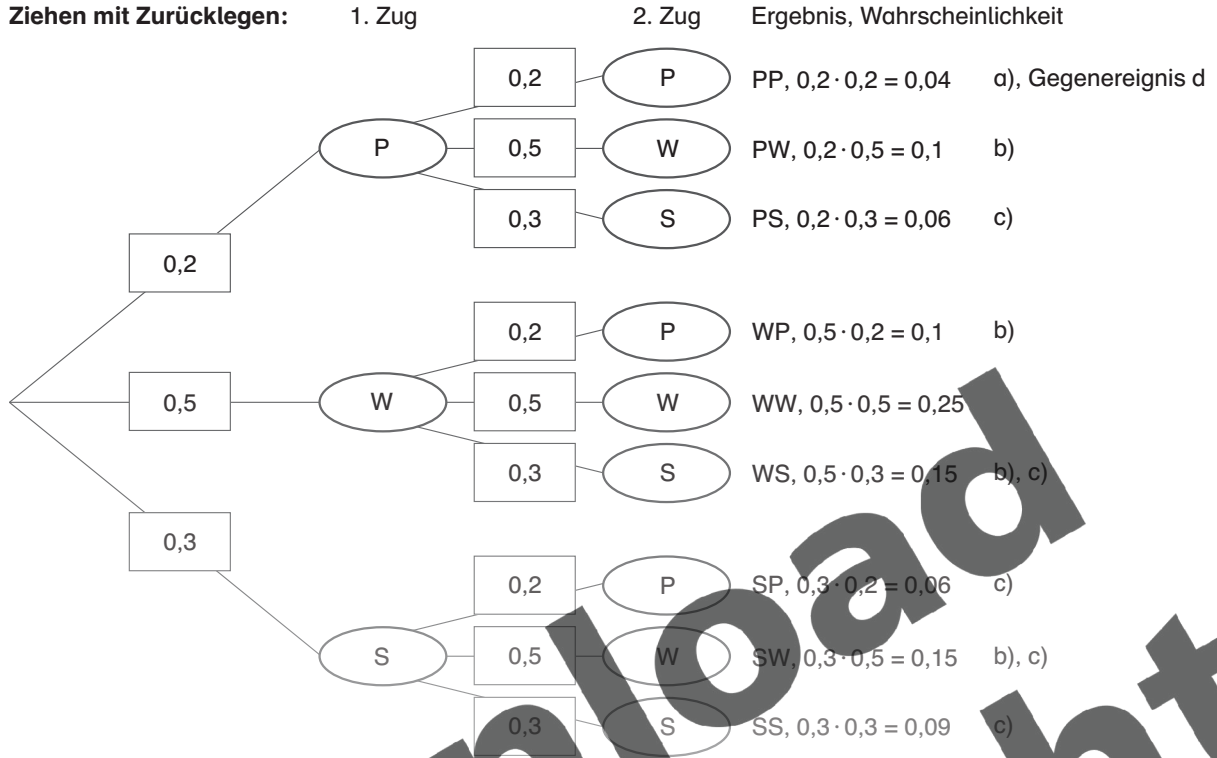 Ziehen mit Zurücklegen: 1. Zug 2. Zug Ergebnis, Wahrscheinlichkeit
0,2 P PP, 0,2 · 0,2 = 0,04 a), Gegenereignis d
P 0,5 W PW, 0,2 · 0,5 = 0,1 b)
0,3 S PS, 0,2 · 0,3 = 0,06 c)
0,2
0,2 P WP, 0,5 · 0,2 = 0,1 b)
0,5 W 0,5 W WW, 0,5 · 0,5 = 0,25
0,3 S WS, 0,5 · 0,3 = 0,15 b), c)
0,3
0,2 P SP, 0,3 · 0,2 = 0,06 c)
S 0,5 W SW, 0,3 · 0,5 = 0,15 b), c)
0,3 S SS, 0,3 · 0,3 = 0,09 c)